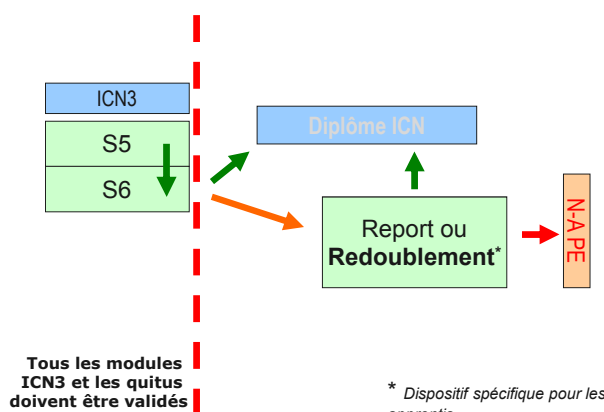 ICN3
S5
S6
Diplôme ICN
Report ou
Redoublement*
N-A PE
Tous les modules
ICN3 et les quitus
doivent être validés
* Dispositif spécifique pour les
apprentis